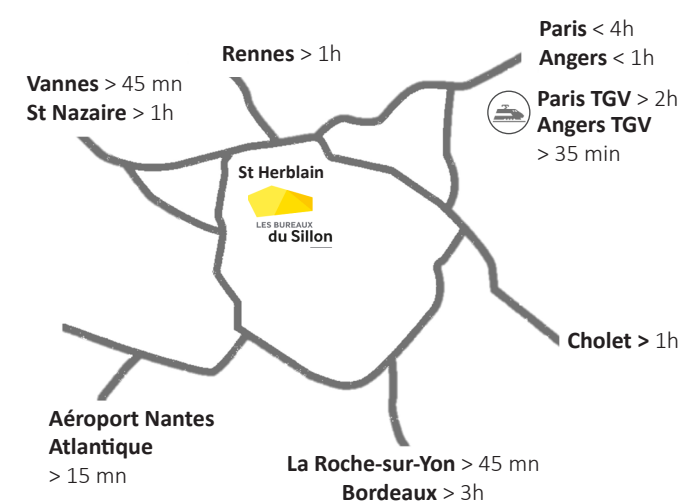 Paris < 4h
Angers < 1h
Rennes > 1h
Vannes > 45 mn
St Nazaire > 1h
Paris TGV > 2h
Angers TGV
> 35 min
St Herblain
LES BUREAUX
du Sillon
Cholet > 1h
Aéroport Nantes
Atlantique
> 15 mn
La Roche-sur-Yon > 45 mn
Bordeaux > 3h